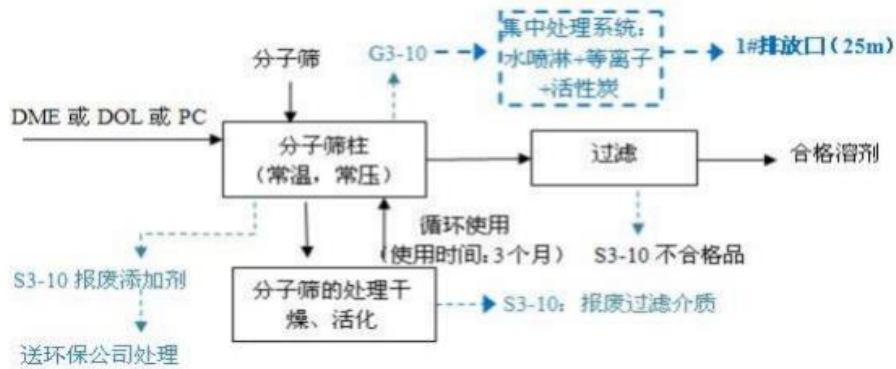 集中处理系统：
水喷淋+等离子
+活性炭
1#排放口（25m）
分子筛
G3-10
DME 或 DOL 或 PC
分子筛柱
（常温，常压）
过滤
合格溶剂
循环使用
（使用时间：3个月）
S3-10 不合格品
S3-10 报废添加剂
分子筛的处理干
燥、活化
S3-10：报废过滤介质
送环保公司处理